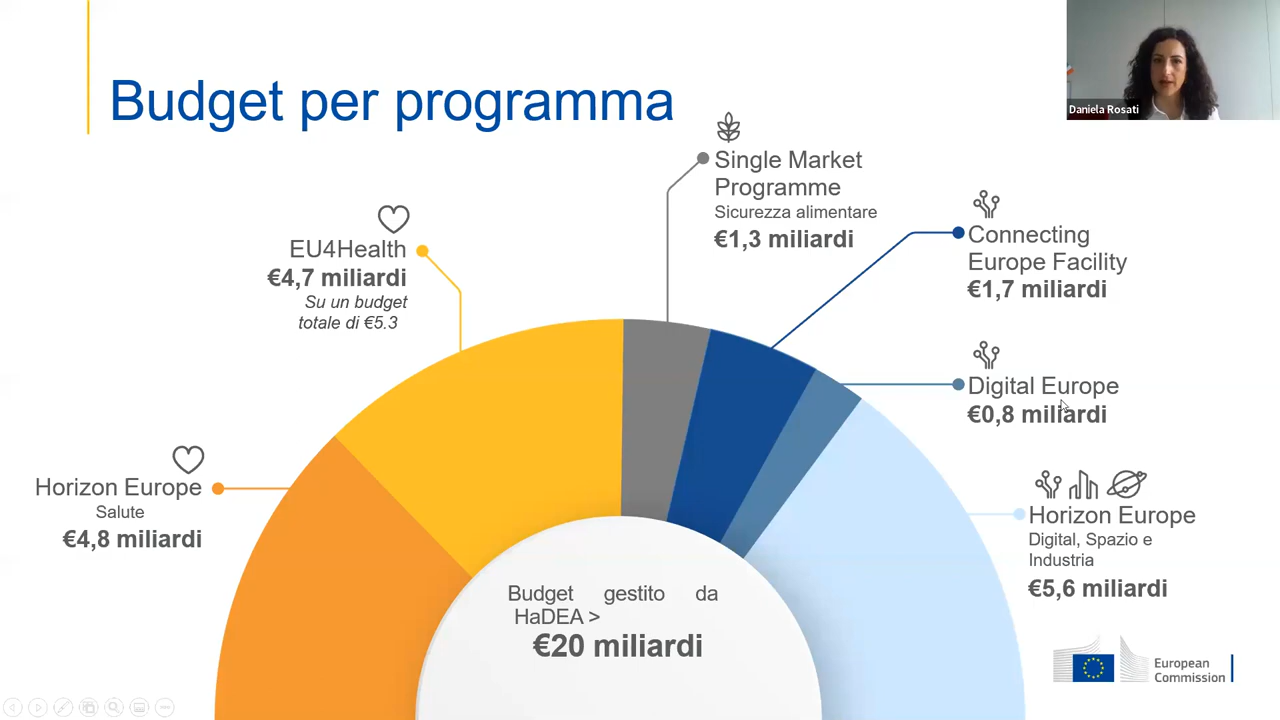 Budget per programma
Daniela Rosati
Single Market
Programme
Sicurezza alimentare
€1,3 miliardi
EU4Health
€4,7 miliardi
Su un budget
totale di €5.3
Connecting
Europe Facility
€1,7 miliardi
Digital Europe
€0,8 miliardi
Horizon Europe
Salute
€4,8 miliardi
Horizon Europe
Digital, Spazio e
Industria
€5,6 miliardi
Budget gestito da
HaDEA >
€20 miliardi
European
Commission